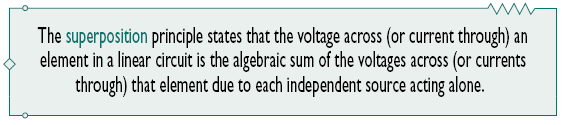 The superposition principle states that the voltage across (or current through) an
element in a linear circuit is the algebraic sum of the voltages across (or currents
through) that element due to each independent source acting alone.